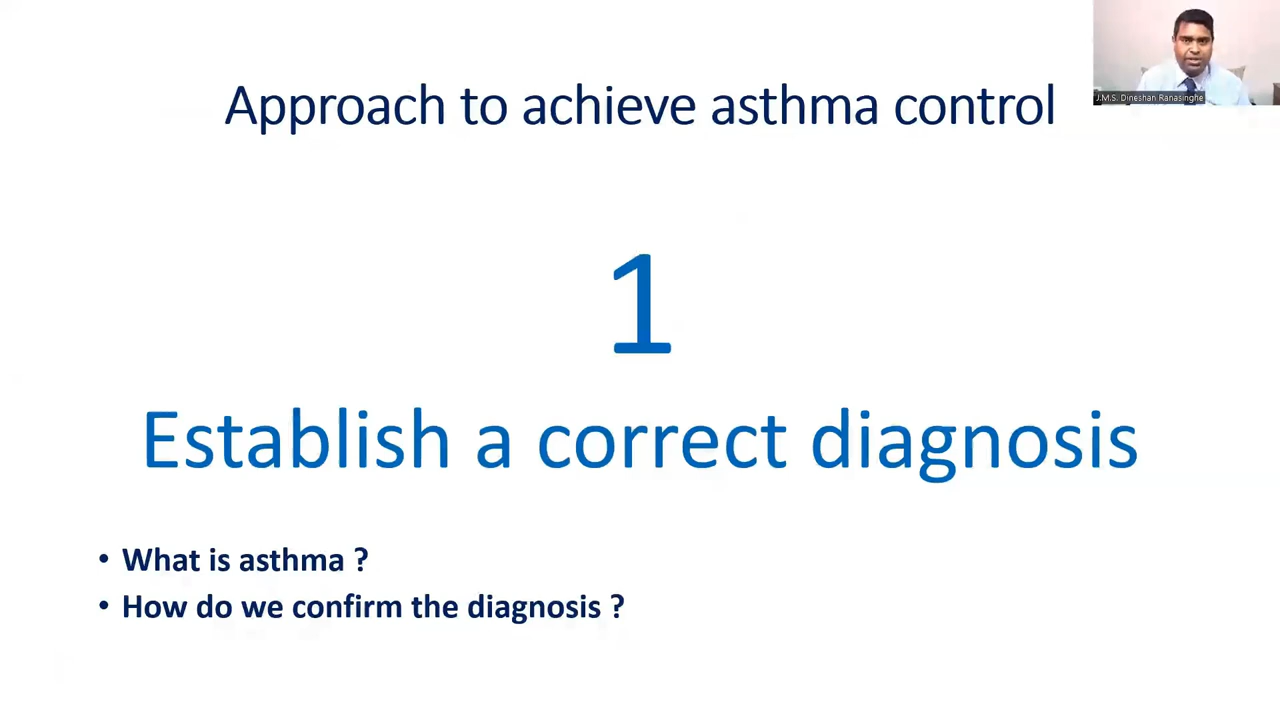 Approach to achieve asthma control
J.M.S. Dineshan Ranasinghe
1
Establish a correct diagnosis
• What is asthma ?
• How do we confirm the diagnosis ?